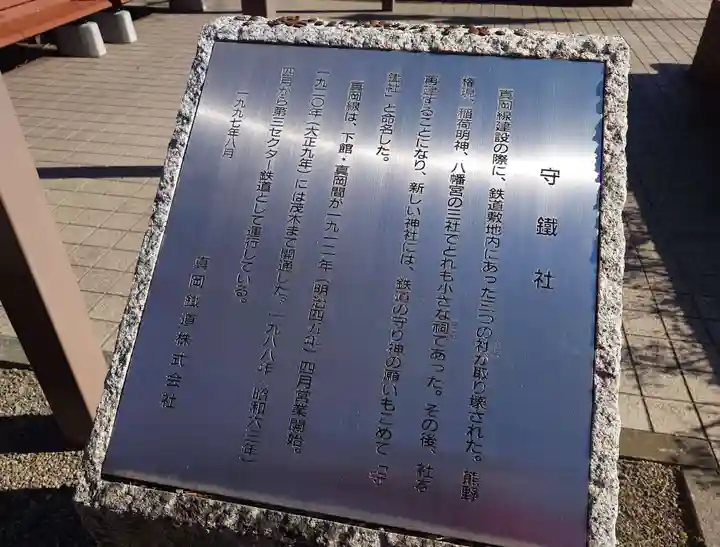 守鐵社
真岡線建設の際に、鉄道敷地内にあった三つの社が取り壊された。熊野
権現、稲荷明神、八幡宮の三社でどれも小さな祠であった。その後、社を
再建することになり、新しい神社には、鉄道の守り神の願いもこめて「守
鐵社」と命名した。
真岡線は、下館・真岡間が一九一二年(明治四五年)四月営業開始。
一九二〇年(大正九年)には茂木まで開通した。一九八八年(昭和六三年)
四月から第三セクター鉄道として運行している。
一九九七年八月
真岡鐵道株式会社